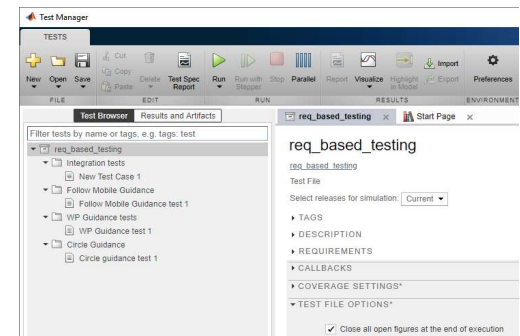 Test Manager
TESTS
New Open Save Cut Copy Paste Delete Test Spec Report Run Run with Stepper Stop Parallel Report Visualize Highlight in Model Import Export Preferences
FILE EDIT RUN RESULTS ENVIRONMENT
Test Browser Results and Artifacts req_based_testing x Start Page x
Filter tests by name or tags, e.g. tags: test
req_based_testing
Integration tests
New Test Case 1
Follow Mobile Guidance
Follow Mobile Guidance test 1
WP Guidance tests
WP Guidance test 1
Circle Guidance
Circle guidance test 1
req_based_testing
req_based_testing
Test File
Select releases for simulation: Current
TAGS
DESCRIPTION
REQUIREMENTS
CALLBACKS
COVERAGE SETTINGS*
TEST FILE OPTIONS*
Close all open figures at the end of execution